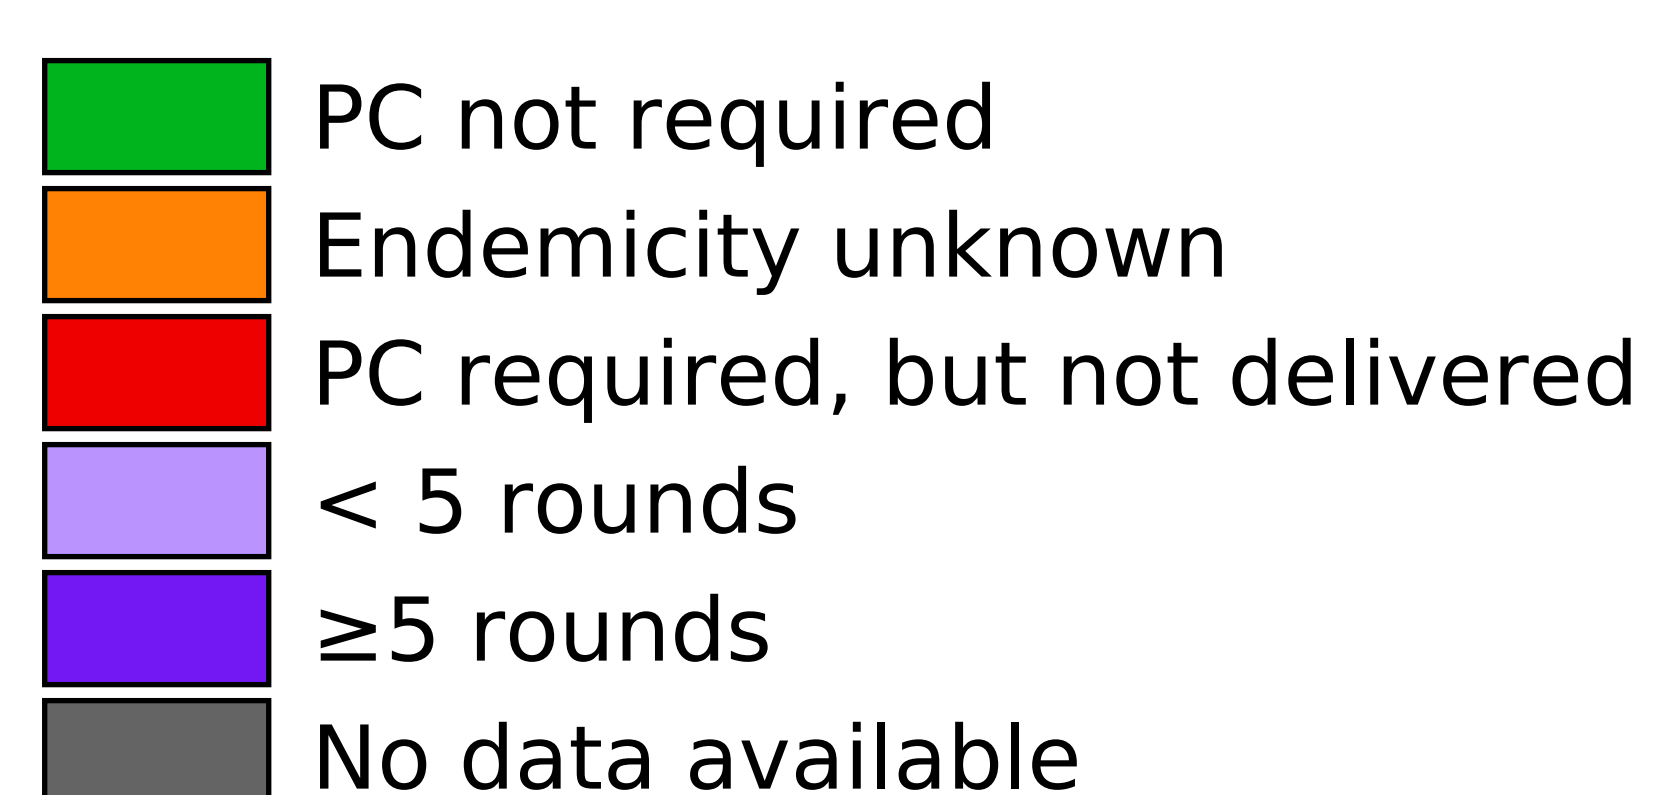 PC not required
Endemicity unknown
PC required, but not delivered
< 5 rounds
≥5 rounds
No data available